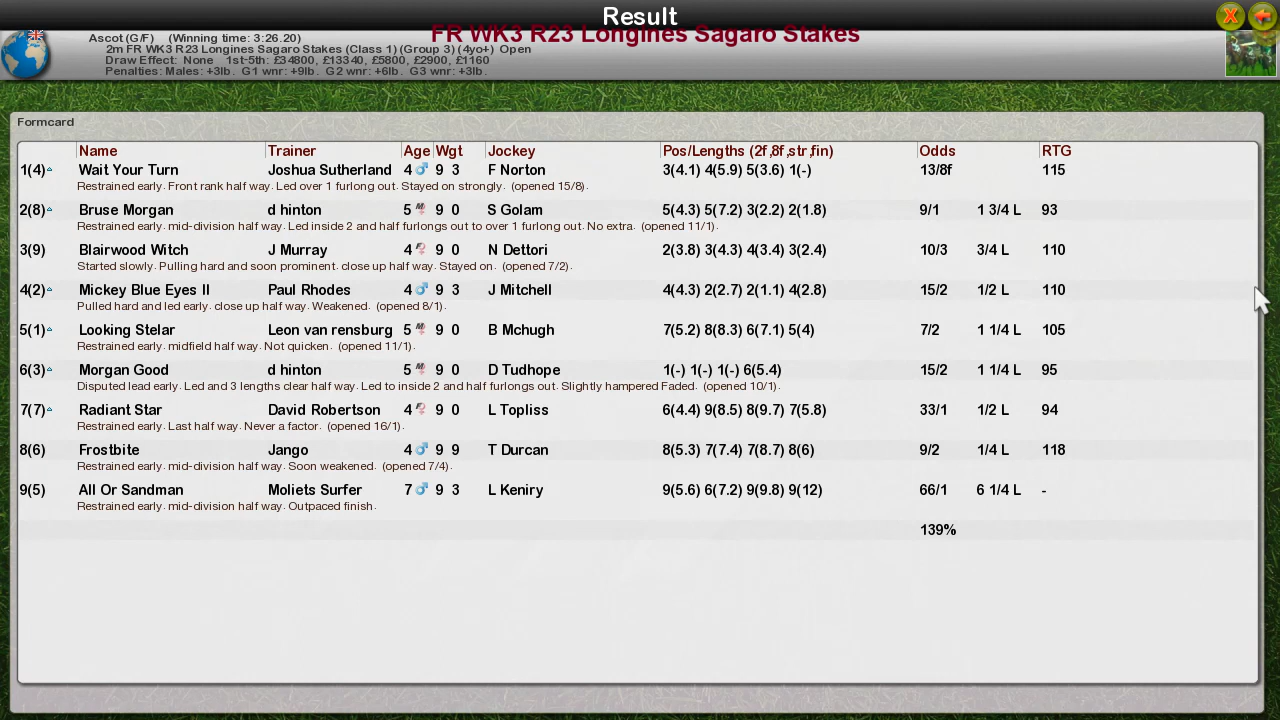 Result
FR WK3 R23 Longines Sagaro Stakes
Ascot (G/F) (Winning time: 3:26.20)
2m FR WK3 R23 Longines Sagaro Stakes (Class 1) (Group 3) (4yo+) Open
Draw Effect: None 1st-5th: £34800, £13340, £5800, £2900, £1160
Penalties: Males: +3lb. G1 wnr: +9lb. G2 wnr: +6lb. G3 wnr: +3lb.
Formcard
Name Trainer Age Wgt Jockey Pos/Lengths (2f,8f,str,fin) Odds RTG
1(4) Wait Your Turn Joshua Sutherland 4 9 3 F Norton 3(4.1) 4(5.9) 5(3.6) 1(-) 13/8f 115
Restrained early. Front rank half way. Led over 1 furlong out. Stayed on strongly. (opened 15/8).
2(8) Bruse Morgan d hinton 5 9 0 S Golam 5(4.3) 5(7.2) 3(2.2) 2(1.8) 9/1 1 3/4 L 93
Restrained early. mid-division half way. Led inside 2 and half furlongs out to over 1 furlong out. No extra. (opened 11/1).
3(9) Blairwood Witch J Murray 4 9 0 N Dettori 2(3.8) 3(4.3) 4(3.4) 3(2.4) 10/3 3/4 L 110
Started slowly. Pulling hard and soon prominent. close up half way. Stayed on. (opened 7/2).
4(2) Mickey Blue Eyes II Paul Rhodes 4 9 3 J Mitchell 4(4.3) 2(2.7) 2(1.1) 4(2.8) 15/2 1/2 L 110
Pulled hard and led early. close up half way. Weakened. (opened 8/1).
5(1) Looking Stelar Leon van rensburg 5 9 0 B Mchugh 7(5.2) 8(8.3) 6(7.1) 5(4) 7/2 1 1/4 L 105
Restrained early. midfield half way. Not quicken. (opened 11/1).
6(3) Morgan Good d hinton 5 9 0 D Tudhope 1(-) 1(-) 1(-) 6(5.4) 15/2 1 1/4 L 95
Disputed lead early. Led and 3 lengths clear half way. Led to inside 2 and half furlongs out. Slightly hampered Faded. (opened 10/1).
7(7) Radiant Star David Robertson 4 9 0 L Topliss 6(4.4) 9(8.5) 8(9.7) 7(5.8) 33/1 1/2 L 94
Restrained early. Last half way. Never a factor. (opened 16/1).
8(6) Frostbite Jango 4 9 9 T Durcan 8(5.3) 7(7.4) 7(8.7) 8(6) 9/2 1/4 L 118
Restrained early. mid-division half way. Soon weakened. (opened 7/4).
9(5) All Or Sandman Moliets Surfer 7 9 3 L Keniry 9(5.6) 6(7.2) 9(9.8) 9(12) 66/1 6 1/4 L -
Restrained early. mid-division half way. Outpaced finish.
139%